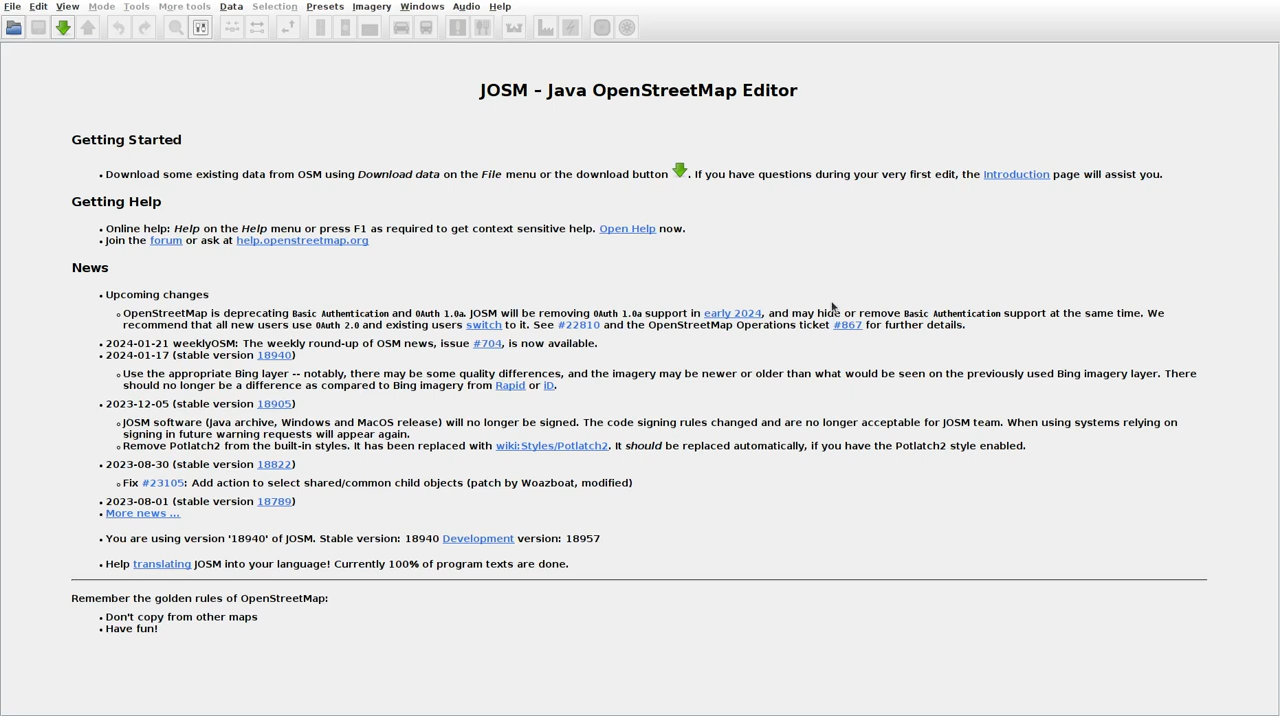 File Edit View Mode Tools More tools Data Selection Presets Imagery Windows Audio Help
JOSM – Java OpenStreetMap Editor
Getting Started
Download some existing data from OSM using Download data on the File menu or the download button . If you have questions during your very first edit, the Introduction page will assist you.
Getting Help
Online help: Help on the Help menu or press F1 as required to get context sensitive help. Open Help now.
Join the forum or ask at help.openstreetmap.org
News
Upcoming changes
OpenStreetMap is deprecating Basic Authentication and OAuth 1.0a. JOSM will be removing OAuth 1.0a support in early 2024, and may hide or remove Basic Authentication support at the same time. We
recommend that all new users use OAuth 2.0 and existing users switch to it. See #22810 and the OpenStreetMap Operations ticket #867 for further details.
2024-01-21 weeklyOSM: The weekly round-up of OSM news, issue #704, is now available.
2024-01-17 (stable version 18940)
Use the appropriate Bing layer -- notably, there may be some quality differences, and the imagery may be newer or older than what would be seen on the previously used Bing imagery layer. There
should no longer be a difference as compared to Bing imagery from Rapid or iD.
2023-12-05 (stable version 18905)
JOSM software (Java archive, Windows and MacOS release) will no longer be signed. The code signing rules changed and are no longer acceptable for JOSM team. When using systems relying on
signing in future warning requests will appear again.
Remove Potlatch2 from the built-in styles. It has been replaced with wiki:Styles/Potlatch2. It should be replaced automatically, if you have the Potlatch2 style enabled.
2023-08-30 (stable version 18822)
Fix #23105: Add action to select shared/common child objects (patch by Woazboat, modified)
2023-08-01 (stable version 18789)
More news ...
You are using version '18940' of JOSM. Stable version: 18940 Development version: 18957
Help translating JOSM into your language! Currently 100% of program texts are done.
Remember the golden rules of OpenStreetMap:
Don't copy from other maps
Have fun!